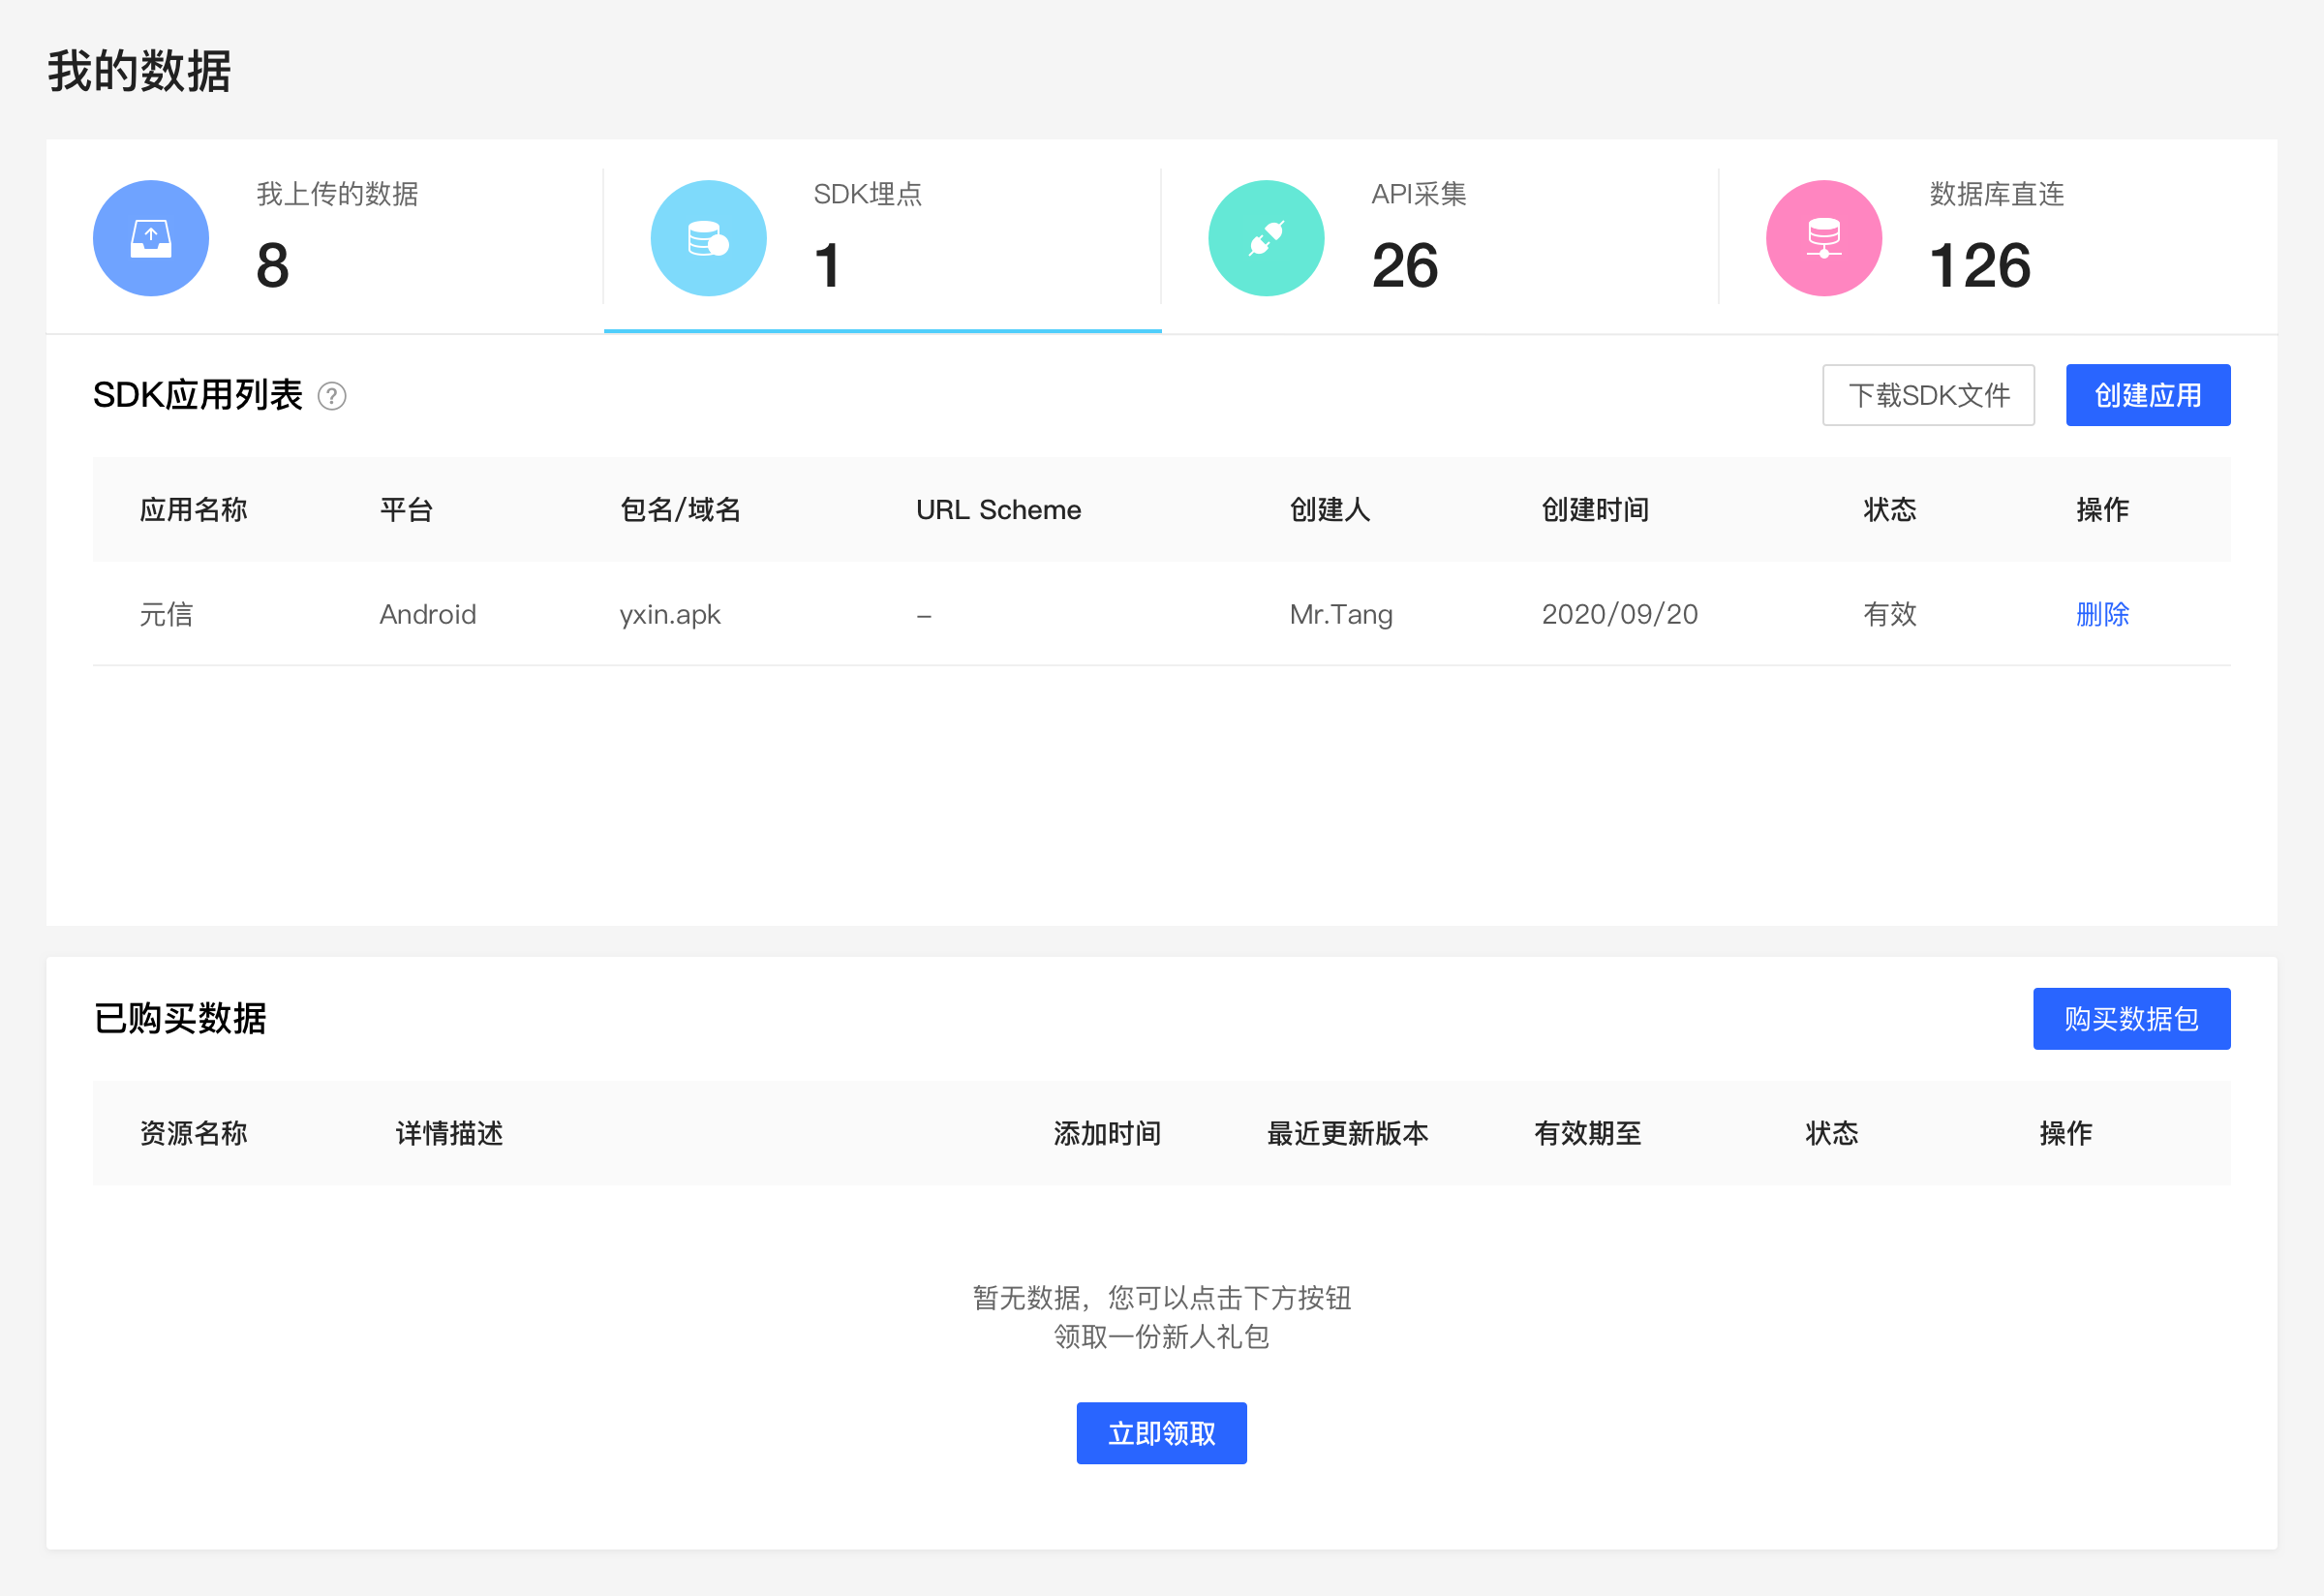 我的数据
我上传的数据
8
SDK埋点
1
API采集
26
数据库直连
126
SDK应用列表 ?
下载SDK文件
创建应用
应用名称 平台 包名/域名 URL Scheme 创建人 创建时间 状态 操作
元信 Android yxin.apk – Mr.Tang 2020/09/20 有效 删除
已购买数据
购买数据包
资源名称 详情描述 添加时间 最近更新版本 有效期至 状态 操作
暂无数据，您可以点击下方按钮
领取一份新人礼包
立即领取